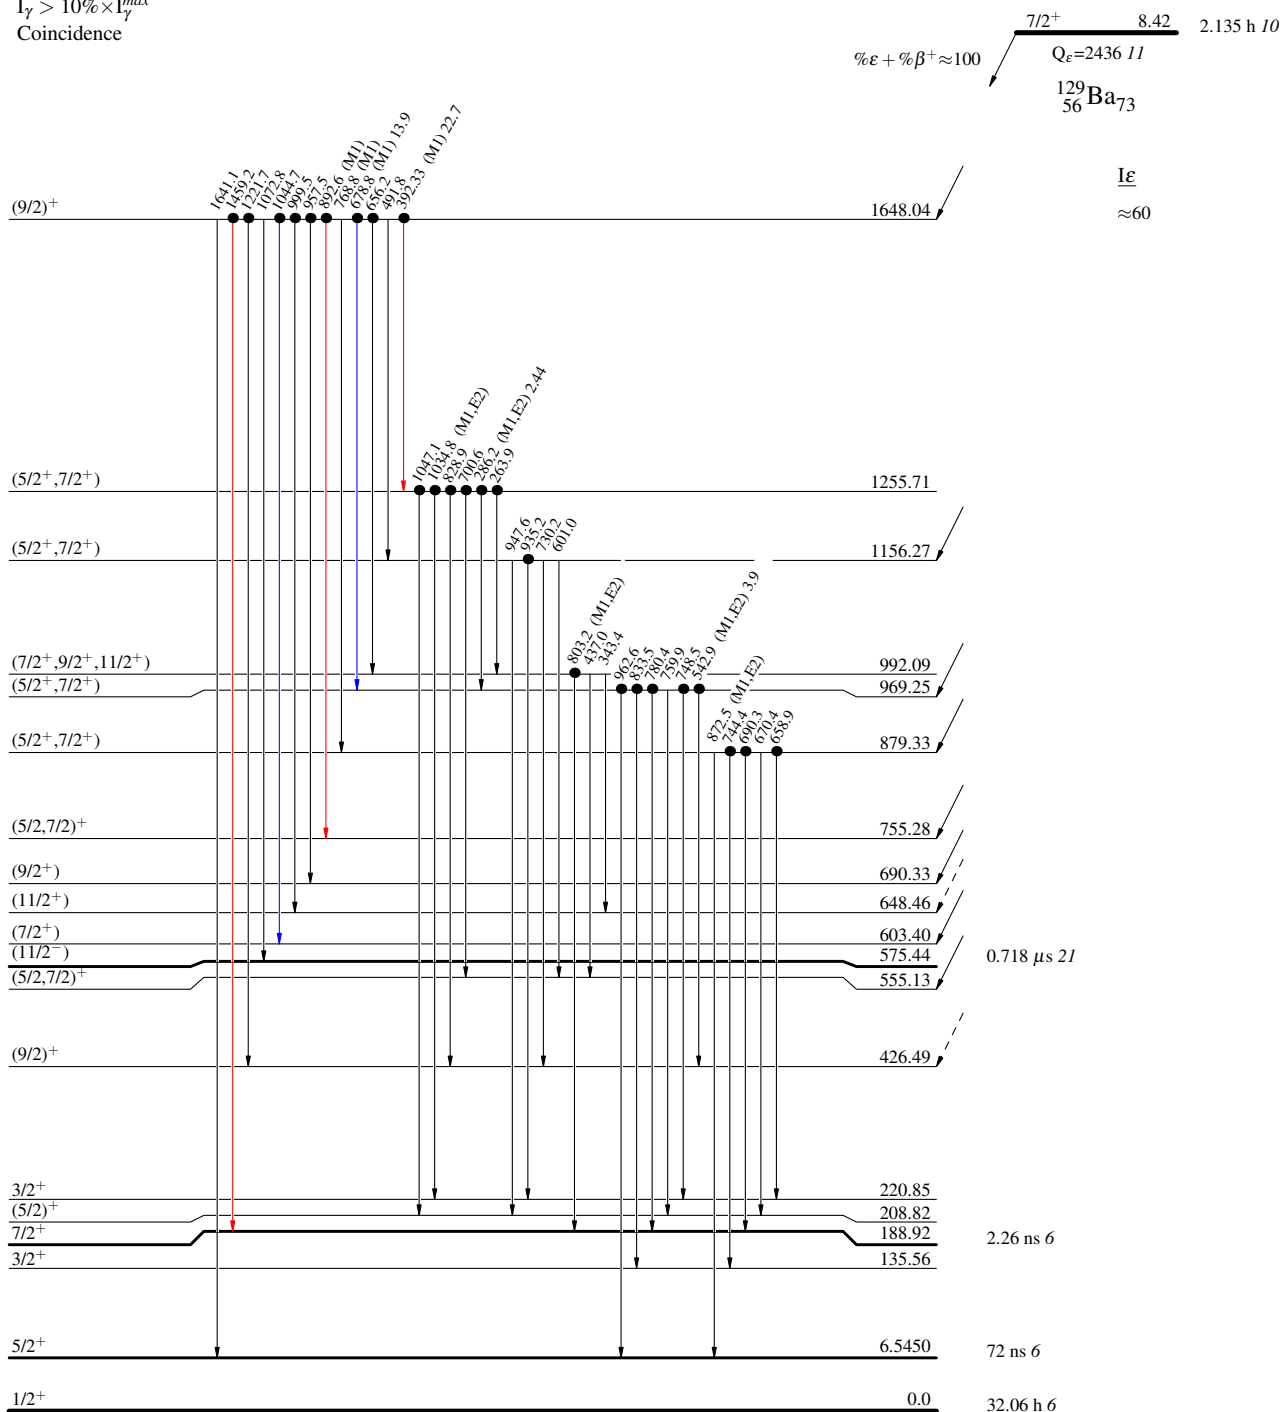 I_γ > 10%×I_γ^max
Coincidence
7/2⁺ 8.42 2.135 h 10
%ε + %β⁺≈100
Q_ε=2436 11
¹²⁹₅₆Ba₇₃
Iε
≈60
1641.1
1459.2
1221.7
1072.8
1044.7
999.5
957.5
892.6 (M1)
768.8 (M1)
678.8 (M1) 13.9
656.2
491.8
392.33 (M1) 22.7
(9/2)⁺ 1648.04
1047.1
1034.8 (M1,E2)
828.9
700.6
286.2 (M1,E2) 2.44
263.9
(5/2⁺,7/2⁺) 1255.71
947.6
935.2
730.2
601.0
(5/2⁺,7/2⁺) 1156.27
803.2 (M1,E2)
437.0
343.4
(7/2⁺,9/2⁺,11/2⁺) 992.09
962.6
833.5
780.4
759.9
748.5
542.9 (M1,E2) 3.9
(5/2⁺,7/2⁺) 969.25
872.5 (M1,E2)
744.4
690.3
670.4
658.9
(5/2⁺,7/2⁺) 879.33
(5/2,7/2)⁺ 755.28
(9/2⁺) 690.33
(11/2⁺) 648.46
(7/2⁺) 603.40
(11/2⁻) 575.44 0.718 μs 21
(5/2,7/2)⁺ 555.13
(9/2)⁺ 426.49
3/2⁺ 220.85
(5/2)⁺ 208.82
7/2⁺ 188.92 2.26 ns 6
3/2⁺ 135.56
5/2⁺ 6.5450 72 ns 6
1/2⁺ 0.0 32.06 h 6